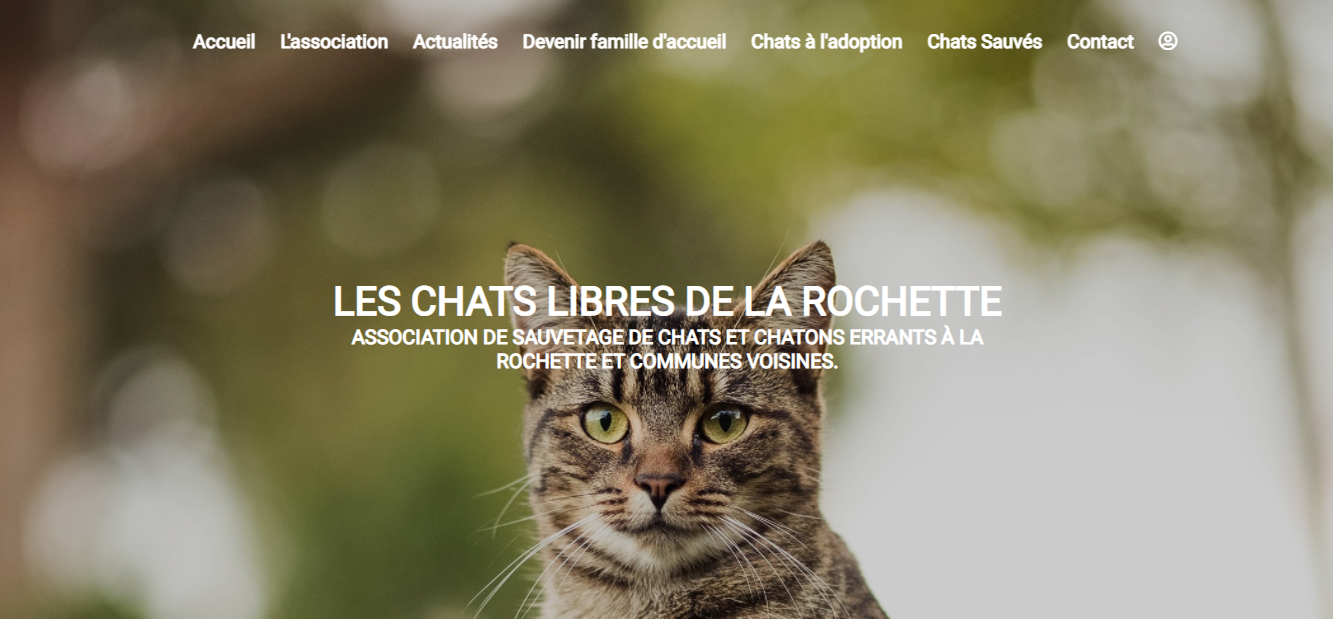 Accueil L'association Actualités Devenir famille d'accueil Chats à l'adoption Chats Sauvés Contact
LES CHATS LIBRES DE LA ROCHETTE
ASSOCIATION DE SAUVETAGE DE CHATS ET CHATONS ERRANTS À LA
ROCHETTE ET COMMUNES VOISINES.